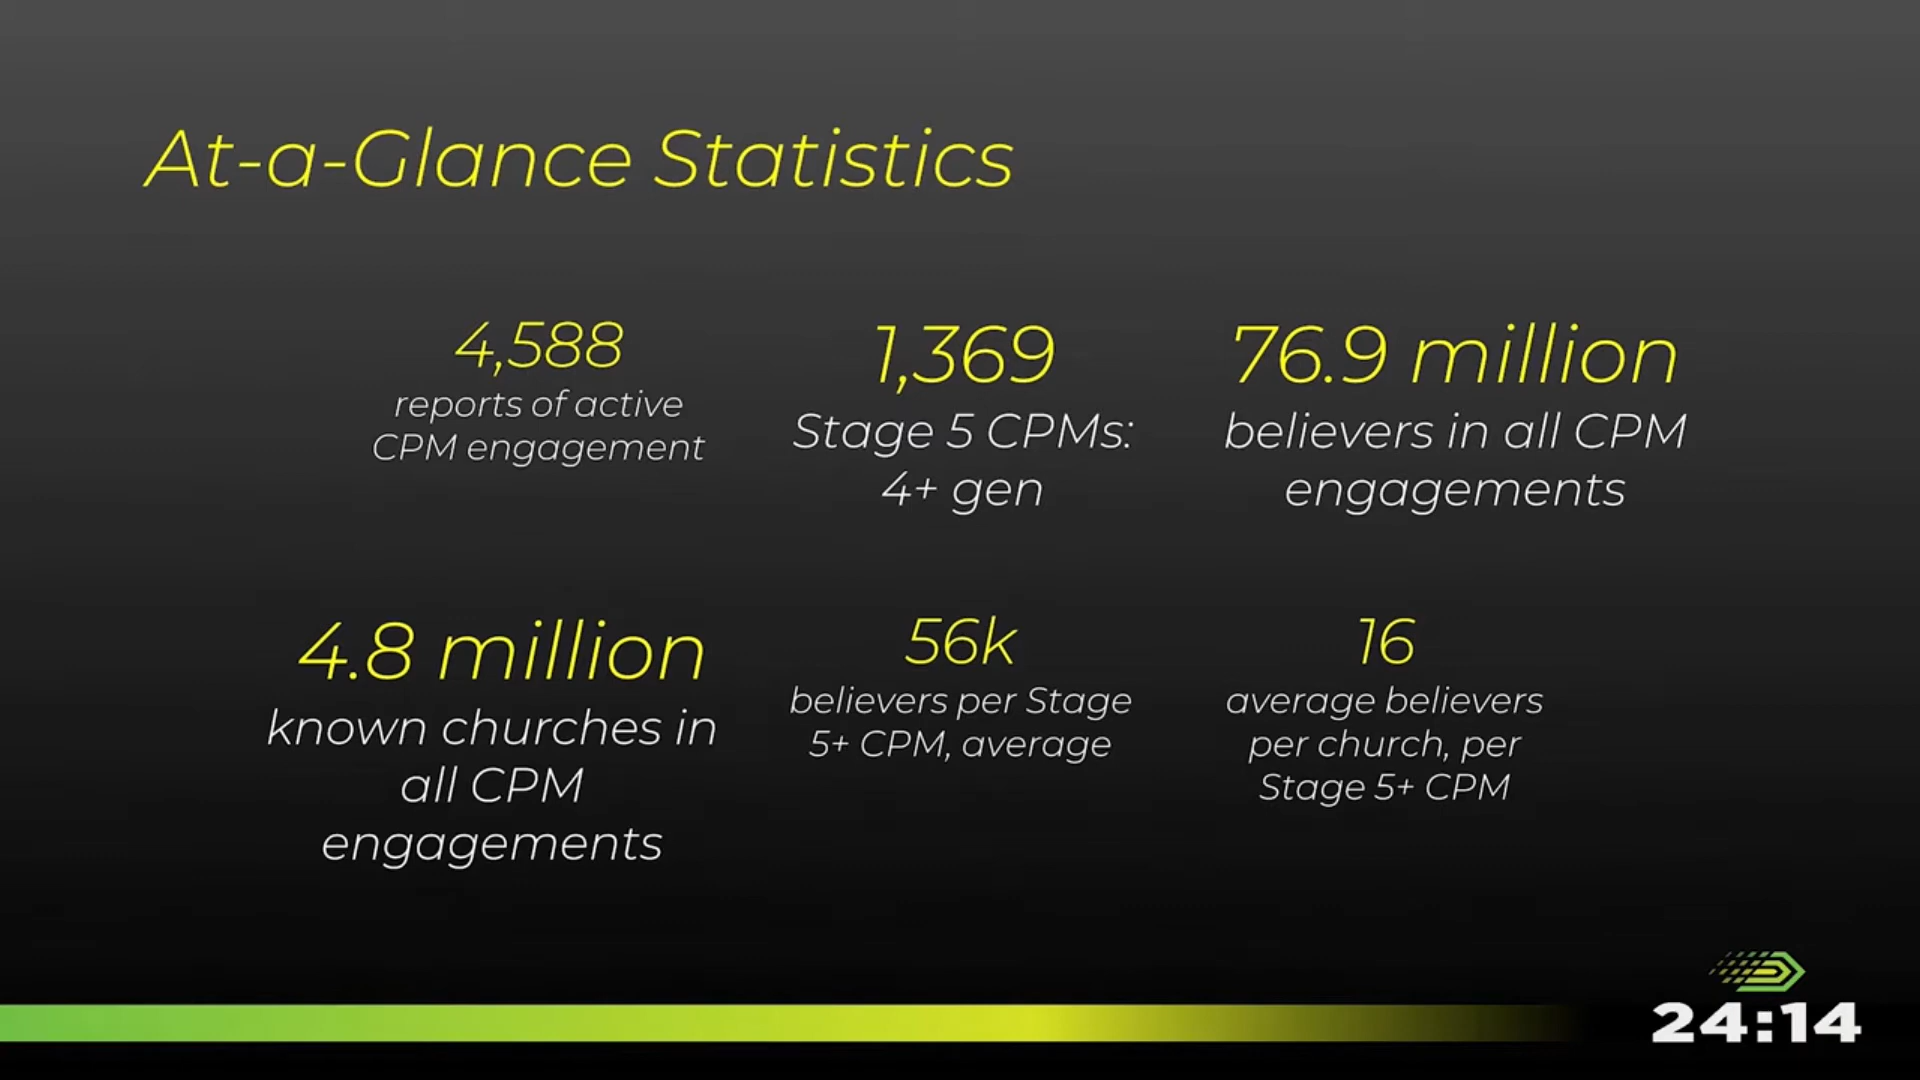 At-a-Glance Statistics
4,588
reports of active
CPM engagement
1,369
Stage 5 CPMs:
4+ gen
76.9 million
believers in all CPM
engagements
4.8 million
known churches in
all CPM
engagements
56k
believers per Stage
5+ CPM, average
16
average believers
per church, per
Stage 5+ CPM
24:14